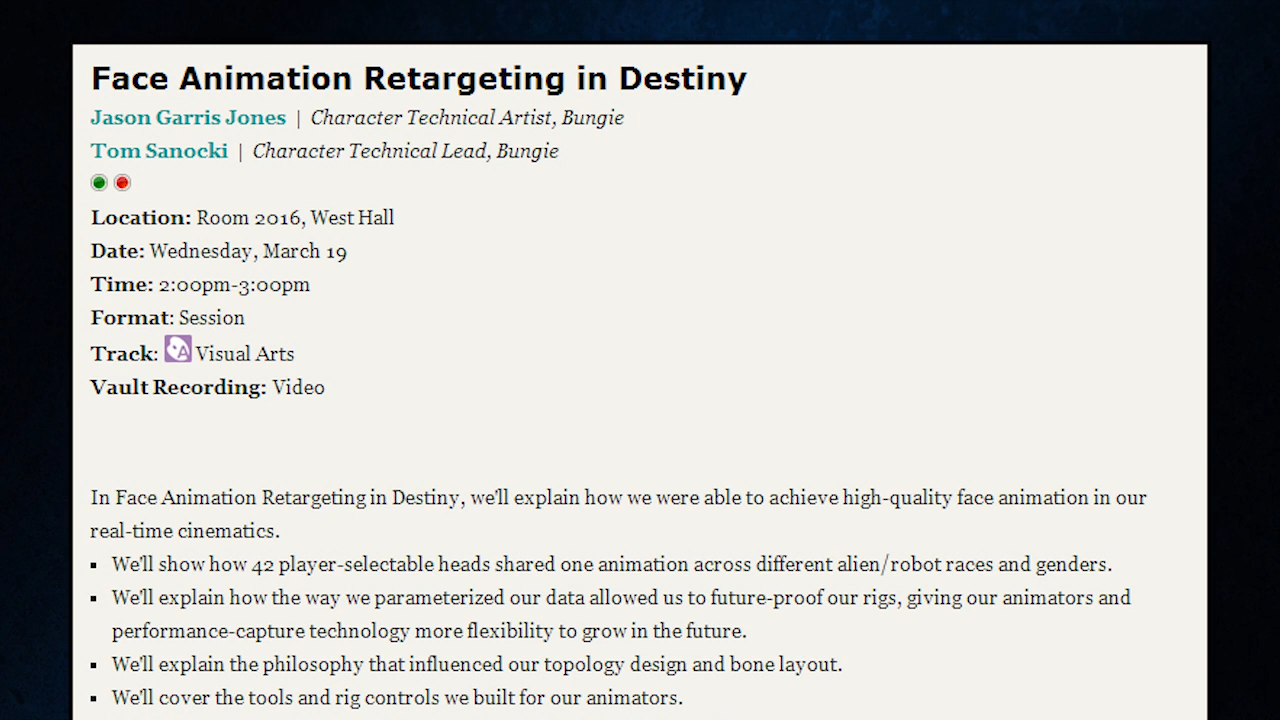 Face Animation Retargeting in Destiny
Jason Garris Jones | Character Technical Artist, Bungie
Tom Sanocki | Character Technical Lead, Bungie
Location: Room 2016, West Hall
Date: Wednesday, March 19
Time: 2:00pm-3:00pm
Format: Session
Track: A Visual Arts
Vault Recording: Video
In Face Animation Retargeting in Destiny, we'll explain how we were able to achieve high-quality face animation in our
real-time cinematics.
▪ We'll show how 42 player-selectable heads shared one animation across different alien/robot races and genders.
▪ We'll explain how the way we parameterized our data allowed us to future-proof our rigs, giving our animators and
performance-capture technology more flexibility to grow in the future.
▪ We'll explain the philosophy that influenced our topology design and bone layout.
▪ We'll cover the tools and rig controls we built for our animators.